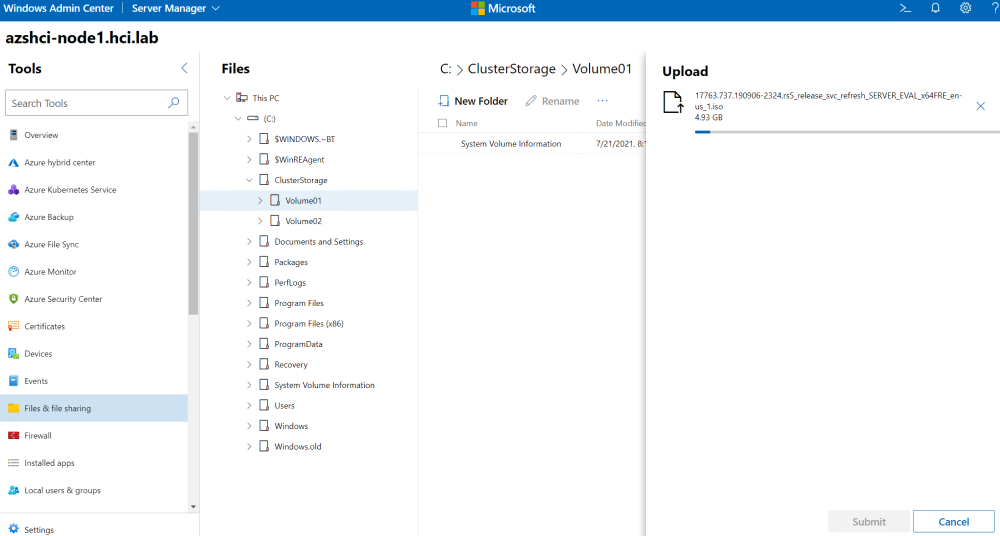 Windows Admin Center
Server Manager
Microsoft
azshci-node1.hci.lab
Tools
Search Tools
Overview
Azure hybrid center
Azure Kubernetes Service
Azure Backup
Azure File Sync
Azure Monitor
Azure Security Center
Certificates
Devices
Events
Files & file sharing
Firewall
Installed apps
Local users & groups
Settings
Files
This PC
(C:)
$WINDOWS.~BT
$WinREAgent
ClusterStorage
Volume01
Volume02
Documents and Settings
Packages
PerfLogs
Program Files
Program Files (x86)
ProgramData
Recovery
System Volume Information
Users
Windows
Windows.old
C: > ClusterStorage > Volume01
New Folder
Rename
...
Name
Date Modified
System Volume Information
7/21/2021, 8:1
Upload
17763.737.190906-2324.rs5_release_svc_refresh_SERVER_EVAL_x64FRE_en-
us_1.iso
4.93 GB
Submit
Cancel